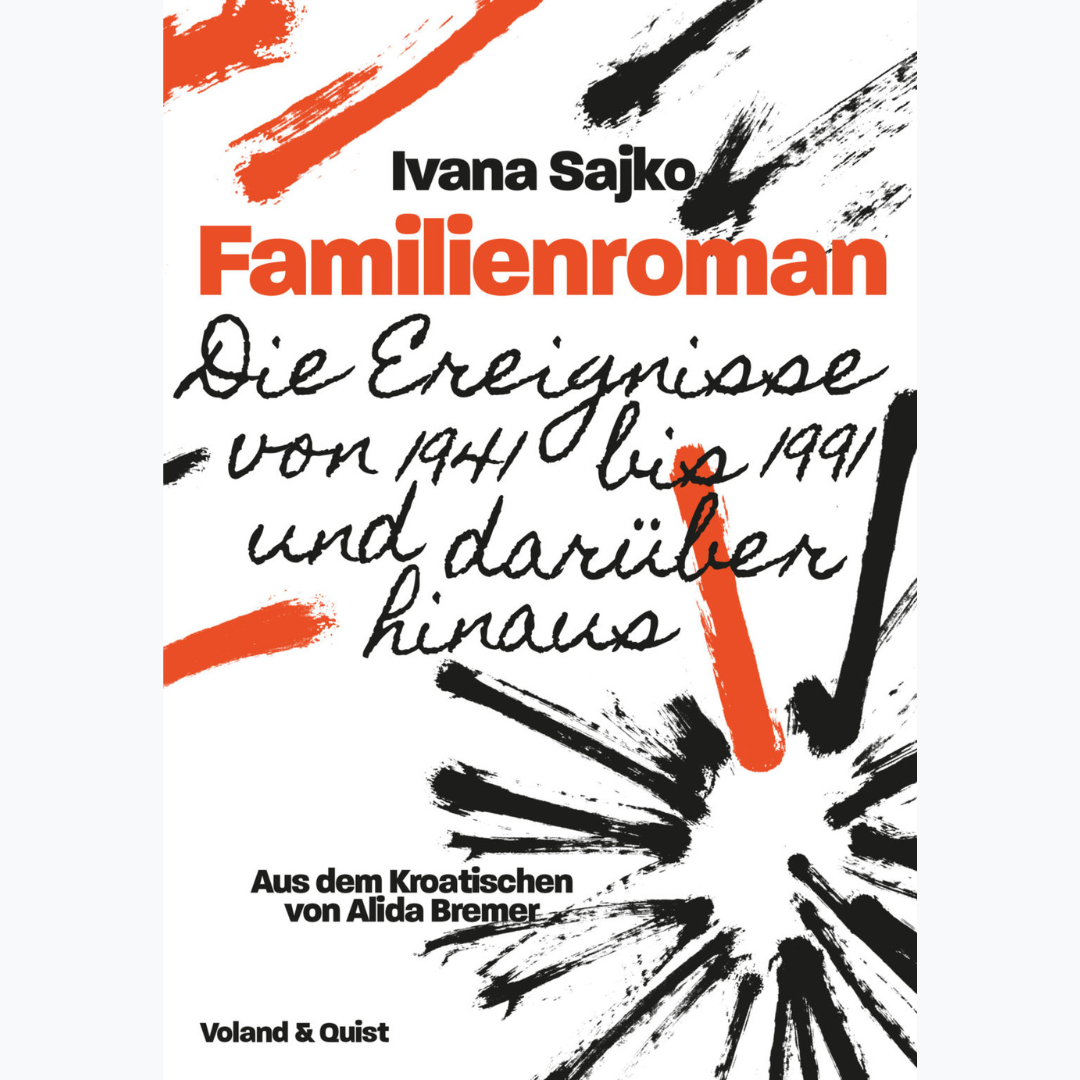 Ivana Sajko
Familienroman
Die Ereignisse
von 1941 bis 1991
und darüber
hinaus
Aus dem Kroatischen
von Alida Bremer
Voland & Quist